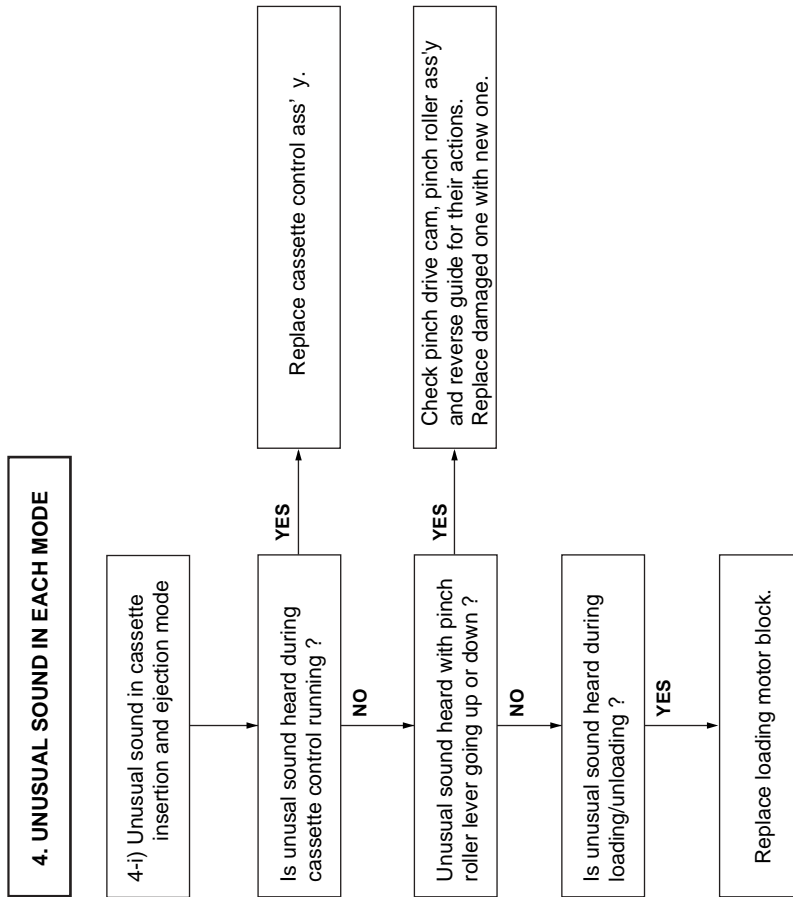 4. UNUSUAL SOUND IN EACH MODE
4-i) Unusual sound in cassette
insertion and ejection mode
Is unusual sound heard during
cassette control running ?
YES
Replace cassette control ass' y.
NO
Unusual sound heard with pinch
roller lever going up or down ?
YES
Check pinch drive cam, pinch roller ass'y
and reverse guide for their actions.
Replace damaged one with new one.
NO
Is unusual sound heard during
loading/unloading ?
YES
Replace loading motor block.